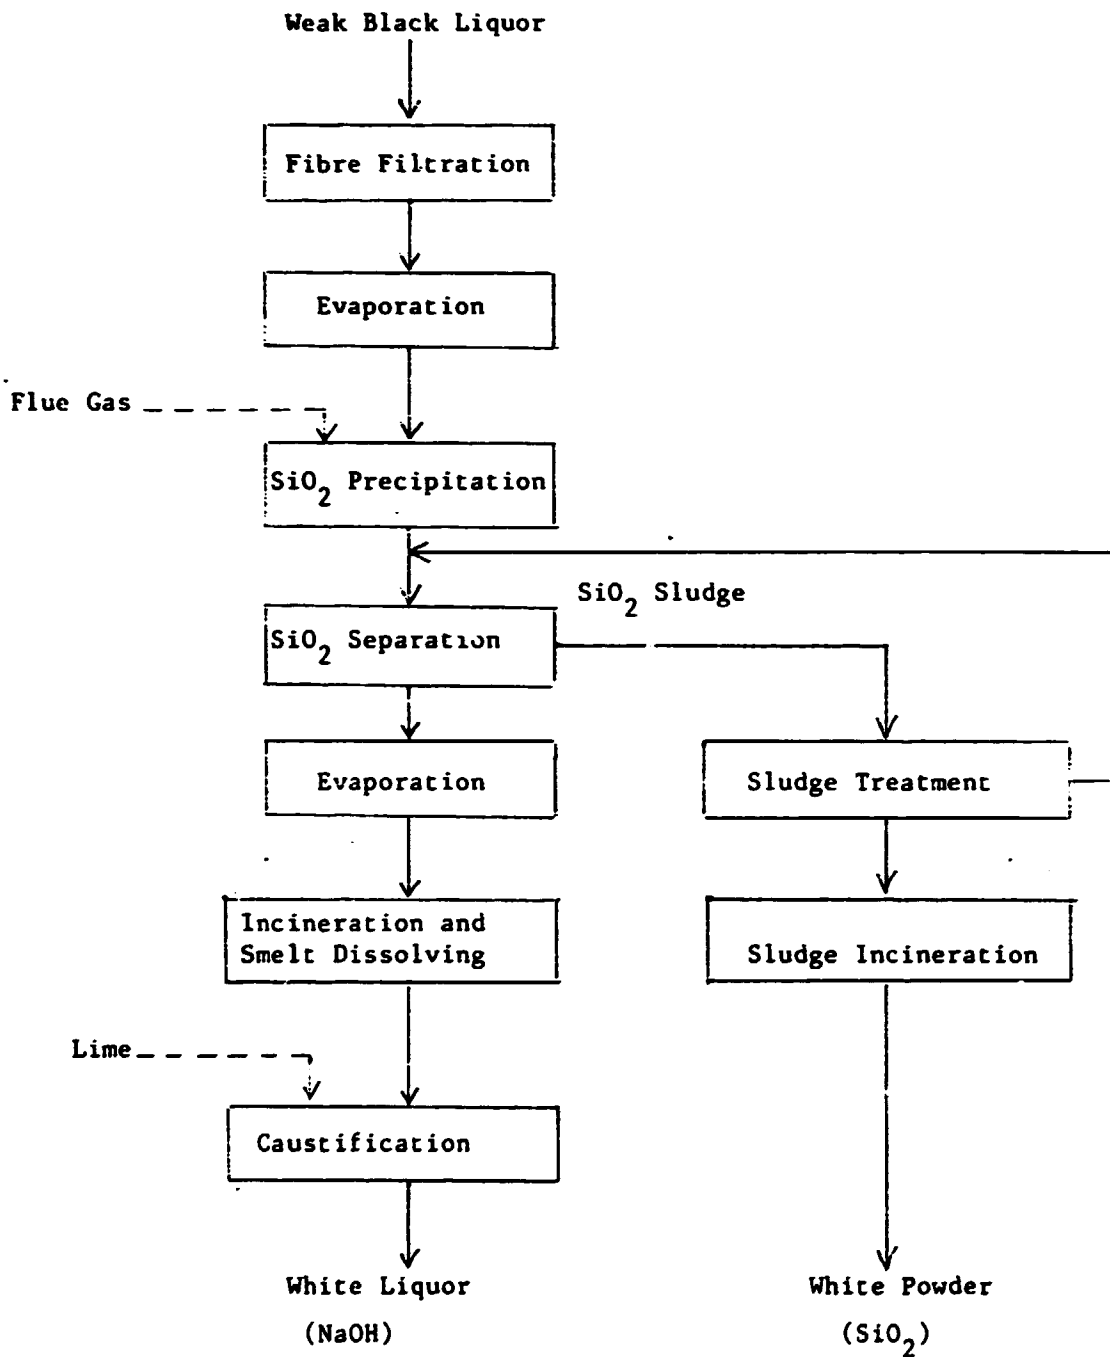 Weak Black Liquor
Fibre Filtration
Evaporation
Flue Gas
SiO₂ Precipitation
SiO₂ Sludge
SiO₂ Separation
Evaporation
Sludge Treatment
Incineration and
Smelt Dissolving
Sludge Incineration
Lime
Caustification
White Liquor
(NaOH)
White Powder
(SiO₂)